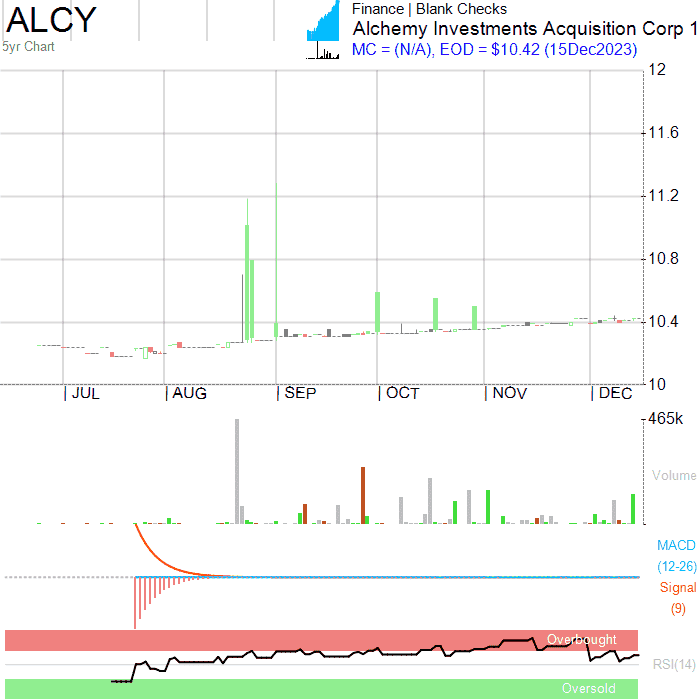 ALCY
5yr Chart
Finance | Blank Checks
Alchemy Investments Acquisition Corp 1
MC = (N/A), EOD = $10.42 (15Dec2023)
12
11.6
11.2
10.8
10.4
10
JUL AUG SEP OCT NOV DEC
465k
Volume
MACD
(12-26)
Signal
(9)
Overbought
RSI(14)
Oversold